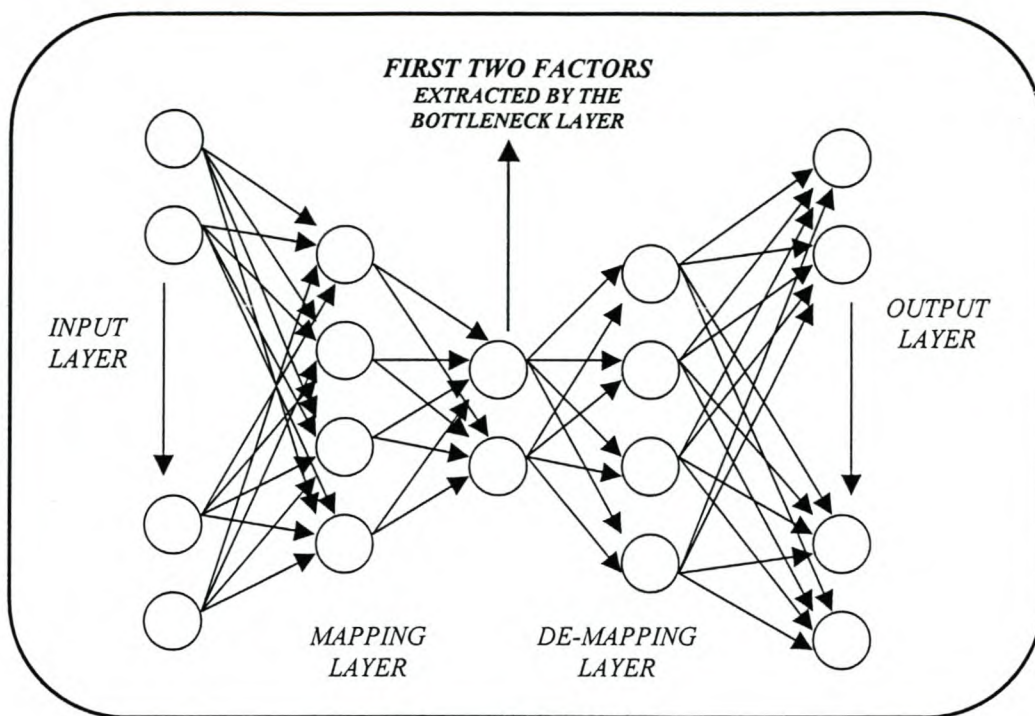 FIRST TWO FACTORS
EXTRACTED BY THE
BOTTLENECK LAYER
INPUT
LAYER
OUTPUT
LAYER
MAPPING
LAYER
DE-MAPPING
LAYER